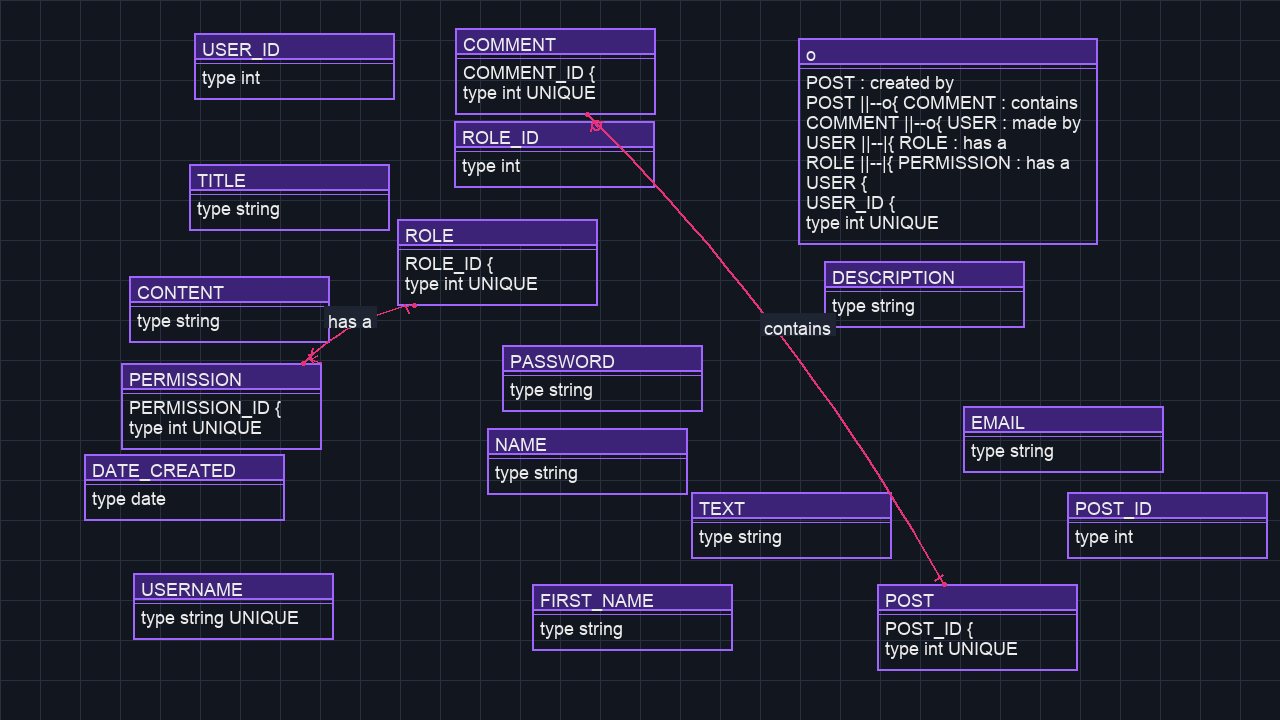 USER_ID
type int
COMMENT
COMMENT_ID {
type int UNIQUE
o
POST : created by
POST ||--o{ COMMENT : contains
COMMENT ||--o{ USER : made by
USER ||--|{ ROLE : has a
ROLE ||--|{ PERMISSION : has a
USER {
USER_ID {
type int UNIQUE
ROLE_ID
type int
TITLE
type string
ROLE
ROLE_ID {
type int UNIQUE
DESCRIPTION
type string
CONTENT
type string
has a
contains
PERMISSION
PERMISSION_ID {
type int UNIQUE
PASSWORD
type string
EMAIL
type string
NAME
type string
DATE_CREATED
type date
TEXT
type string
POST_ID
type int
USERNAME
type string UNIQUE
FIRST_NAME
type string
POST
POST_ID {
type int UNIQUE